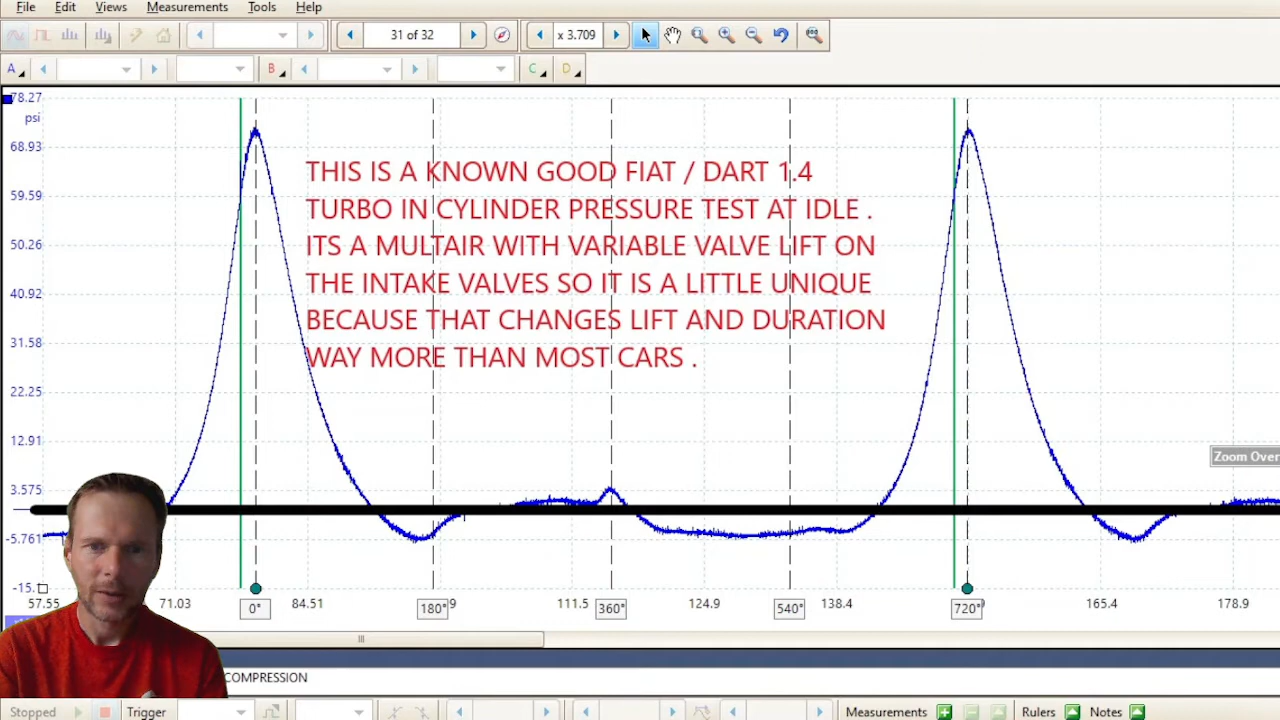 File Edit Views Measurements Tools Help
31 of 32 x 3.709
A B C D
78.27
psi
68.93
59.59
50.26
40.92
31.58
22.25
12.91
3.575
-5.761
THIS IS A KNOWN GOOD FIAT / DART 1.4
TURBO IN CYLINDER PRESSURE TEST AT IDLE .
ITS A MULTAIR WITH VARIABLE VALVE LIFT ON
THE INTAKE VALVES SO IT IS A LITTLE UNIQUE
BECAUSE THAT CHANGES LIFT AND DURATION
WAY MORE THAN MOST CARS .
Zoom Over
57.55 71.03 84.51 111.5 124.9 138.4 165.4 178.9
0° 180° 360° 540° 720°
COMPRESSION
Stopped Trigger Measurements Rulers Notes